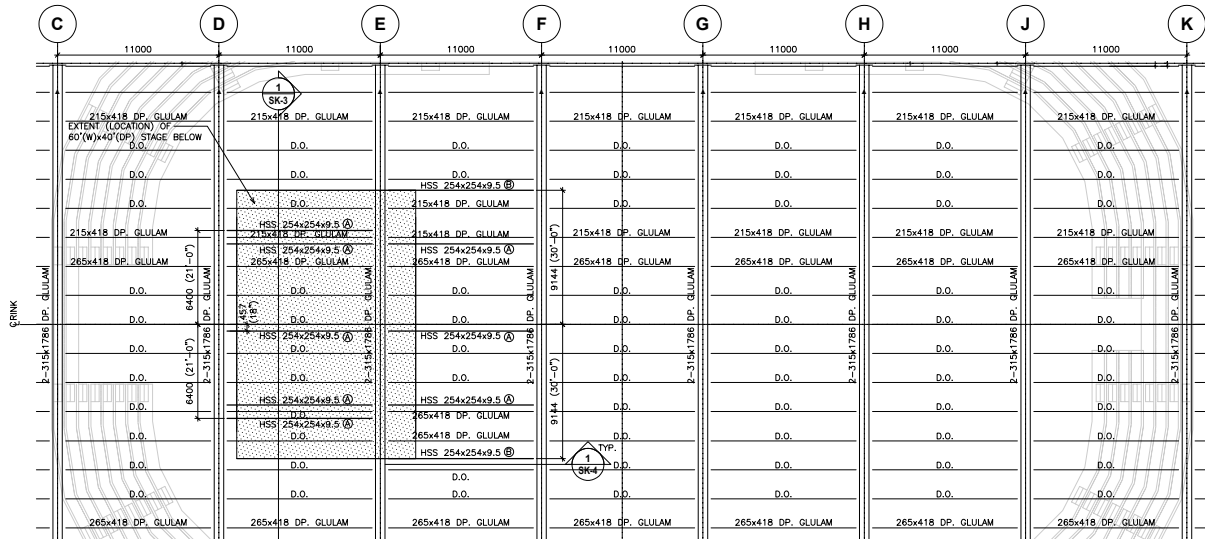 C D E F G H J K
11000 11000 11000 11000 11000 11000 11000
1
SK-3
215x418 DP. GLULAM 215x418 DP. GLULAM 215x418 DP. GLULAM 215x418 DP. GLULAM 215x418 DP. GLULAM 215x418 DP. GLULAM 215x418 DP. GLULAM
EXTENT (LOCATION) OF
60'(W)x40'(DP) STAGE BELOW
D.O. D.O. D.O. D.O. D.O. D.O. D.O.
D.O. D.O. D.O. D.O. D.O. D.O. D.O.
HSS 254x254x9.5 Ⓑ
D.O. D.O. 215x418 DP. GLULAM D.O. D.O. D.O. D.O.
HSS 254x254x9.5 Ⓐ
215x418 DP. GLULAM 215x418 DP. GLULAM D.O. 215x418 DP. GLULAM 215x418 DP. GLULAM 215x418 DP. GLULAM 215x418 DP. GLULAM
HSS 254x254x9.5 Ⓐ HSS 254x254x9.5 Ⓐ
265x418 DP. GLULAM 265x418 DP. GLULAM 265x418 DP. GLULAM 265x418 DP. GLULAM 265x418 DP. GLULAM 265x418 DP. GLULAM 265x418 DP. GLULAM
6400 (21'-0")
9144 (30'-0")
D.O. D.O. D.O. D.O. D.O. D.O. D.O.
457
(18")
℄RINK
D.O. D.O. D.O. D.O. D.O. D.O. D.O.
2-315x1786 DP. GLULAM 2-315x1786 DP. GLULAM 2-315x1786 DP. GLULAM 2-315x1786 DP. GLULAM 2-315x1786 DP. GLULAM 2-315x1786 DP. GLULAM 2-315x1786 DP. GLULAM 2-315x1786 DP. GLULAM
HSS 254x254x9.5 Ⓐ HSS 254x254x9.5 Ⓐ
D.O. D.O. D.O. D.O. D.O. D.O. D.O.
D.O. D.O. D.O. D.O. D.O. D.O. D.O.
6400 (21'-0")
9144 (30'-0")
HSS 254x254x9.5 Ⓐ HSS 254x254x9.5 Ⓐ
D.O. D.O. 265x418 DP. GLULAM D.O. D.O. D.O. D.O.
HSS 254x254x9.5 Ⓐ
D.O. D.O. 265x418 DP. GLULAM D.O. D.O. D.O. D.O.
HSS 254x254x9.5 Ⓑ
TYP.
1
SK-4
D.O. D.O. D.O. D.O. D.O. D.O. D.O.
D.O. D.O. D.O. D.O. D.O. D.O. D.O.
265x418 DP. GLULAM 265x418 DP. GLULAM 265x418 DP. GLULAM 265x418 DP. GLULAM 265x418 DP. GLULAM 265x418 DP. GLULAM 265x418 DP. GLULAM